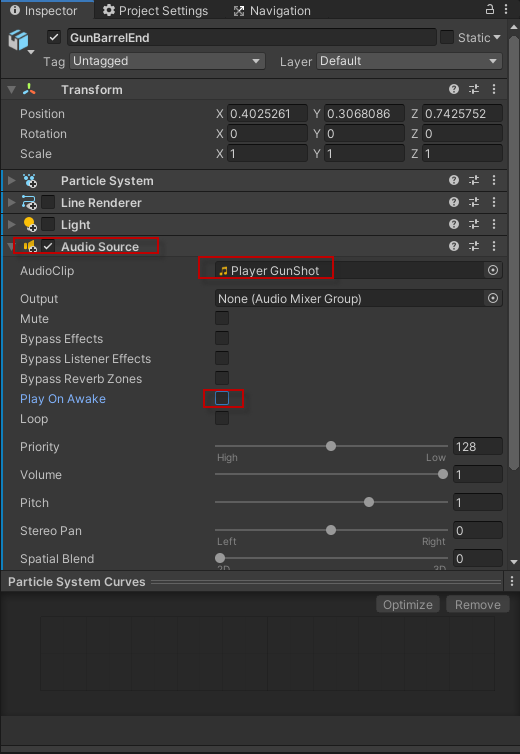 Inspector Project Settings Navigation
GunBarrelEnd Static
Tag Untagged Layer Default
Transform
Position X 0.4025261 Y 0.3068086 Z 0.7425752
Rotation X 0 Y 0 Z 0
Scale X 1 Y 1 Z 1
Particle System
Line Renderer
Light
Audio Source
AudioClip Player GunShot
Output None (Audio Mixer Group)
Mute
Bypass Effects
Bypass Listener Effects
Bypass Reverb Zones
Play On Awake
Loop
Priority 128
High Low
Volume 1
Pitch 1
Stereo Pan 0
Left Right
Spatial Blend 0
2D 3D
Particle System Curves
Optimize Remove